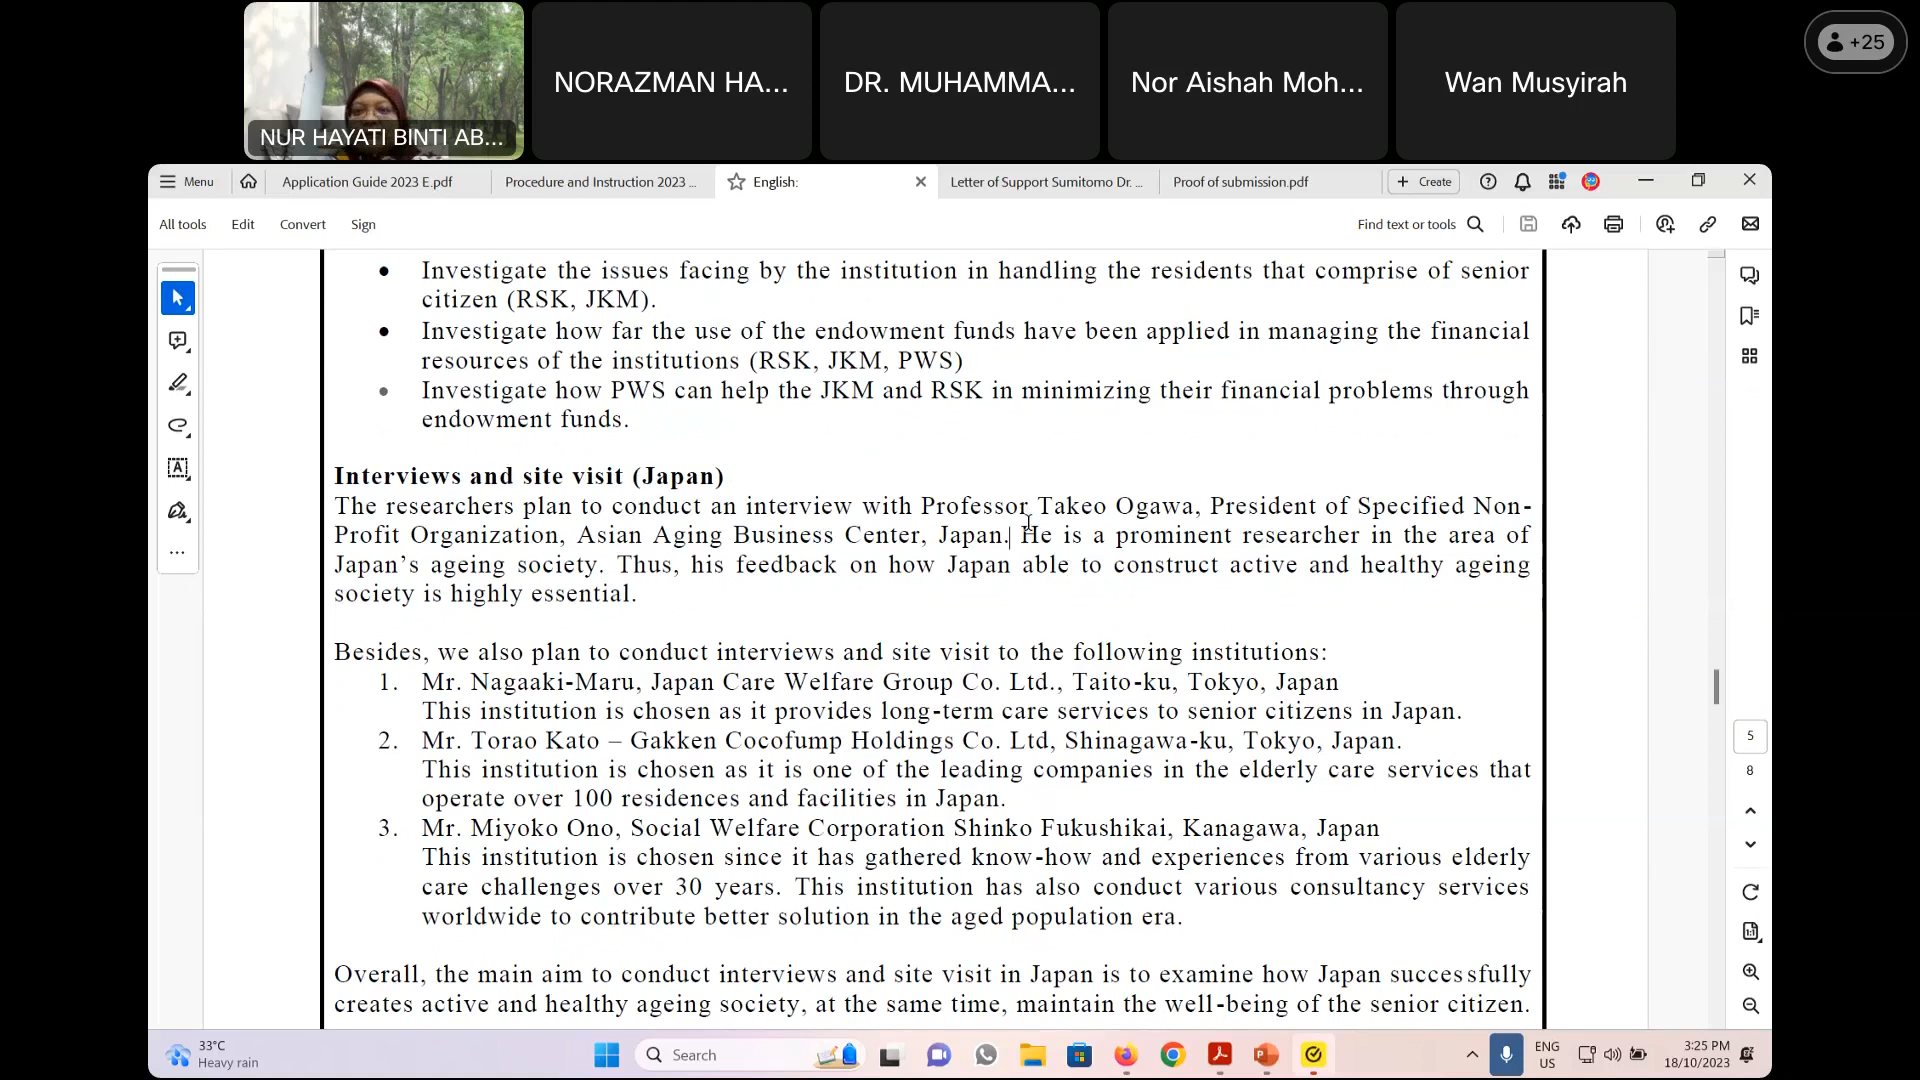 NUR HAYATI BINTI AB...
NORAZMAN HA...
DR. MUHAMMA...
Nor Aishah Moh...
Wan Musyirah
+25
Menu
Application Guide 2023 E.pdf
Procedure and Instruction 2023 ...
English:
Letter of Support Sumitomo Dr. ...
Proof of submission.pdf
Create
All tools
Edit
Convert
Sign
Find text or tools
• Investigate the issues facing by the institution in handling the residents that comprise of senior
citizen (RSK, JKM).
• Investigate how far the use of the endowment funds have been applied in managing the financial
resources of the institutions (RSK, JKM, PWS)
• Investigate how PWS can help the JKM and RSK in minimizing their financial problems through
endowment funds.
Interviews and site visit (Japan)
The researchers plan to conduct an interview with Professor Takeo Ogawa, President of Specified Non-
Profit Organization, Asian Aging Business Center, Japan. He is a prominent researcher in the area of
Japan’s ageing society. Thus, his feedback on how Japan able to construct active and healthy ageing
society is highly essential.
Besides, we also plan to conduct interviews and site visit to the following institutions:
1. Mr. Nagaaki-Maru, Japan Care Welfare Group Co. Ltd., Taito-ku, Tokyo, Japan
This institution is chosen as it provides long-term care services to senior citizens in Japan.
2. Mr. Torao Kato – Gakken Cocofump Holdings Co. Ltd, Shinagawa-ku, Tokyo, Japan.
This institution is chosen as it is one of the leading companies in the elderly care services that
operate over 100 residences and facilities in Japan.
3. Mr. Miyoko Ono, Social Welfare Corporation Shinko Fukushikai, Kanagawa, Japan
This institution is chosen since it has gathered know-how and experiences from various elderly
care challenges over 30 years. This institution has also conduct various consultancy services
worldwide to contribute better solution in the aged population era.
Overall, the main aim to conduct interviews and site visit in Japan is to examine how Japan successfully
creates active and healthy ageing society, at the same time, maintain the well-being of the senior citizen.
5
8
33°C
Heavy rain
Search
ENG
US
3:25 PM
18/10/2023